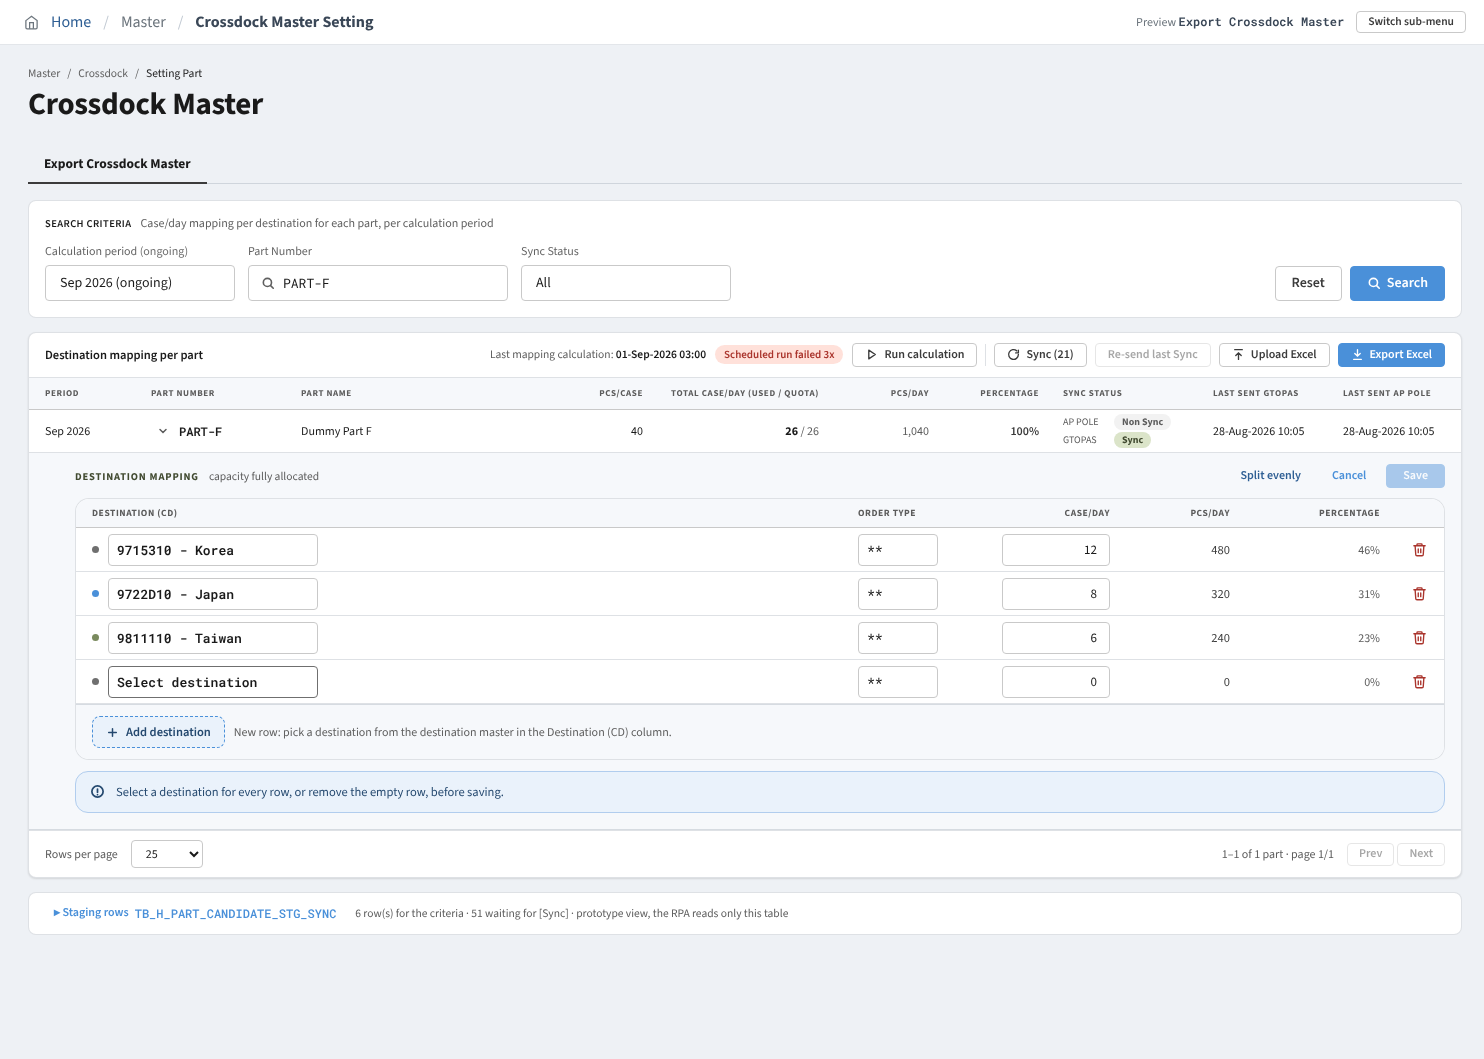 Home / Master / Crossdock Master Setting
Preview Export Crossdock Master Switch sub-menu
Master / Crossdock / Setting Part
Crossdock Master
Export Crossdock Master
SEARCH CRITERIA Case/day mapping per destination for each part, per calculation period
Calculation period (ongoing) Part Number Sync Status
Sep 2026 (ongoing) PART-F All Reset Search
Destination mapping per part Last mapping calculation: 01-Sep-2026 03:00 Scheduled run failed 3x Run calculation Sync (21) Re-send last Sync Upload Excel Export Excel
PERIOD PART NUMBER PART NAME PCS/CASE TOTAL CASE/DAY (USED / QUOTA) PCS/DAY PERCENTAGE SYNC STATUS LAST SENT GTOPAS LAST SENT AP POLE
Sep 2026 PART-F Dummy Part F 40 26 / 26 1,040 100% AP POLE Non Sync 28-Aug-2026 10:05 28-Aug-2026 10:05
GTOPAS Sync
DESTINATION MAPPING capacity fully allocated Split evenly Cancel Save
DESTINATION (CD) ORDER TYPE CASE/DAY PCS/DAY PERCENTAGE
9715310 - Korea ** 12 480 46%
9722D10 - Japan ** 8 320 31%
9811110 - Taiwan ** 6 240 23%
Select destination ** 0 0 0%
+ Add destination New row: pick a destination from the destination master in the Destination (CD) column.
Select a destination for every row, or remove the empty row, before saving.
Rows per page 25 1–1 of 1 part · page 1/1 Prev Next
▸ Staging rows TB_H_PART_CANDIDATE_STG_SYNC 6 row(s) for the criteria · 51 waiting for [Sync] · prototype view, the RPA reads only this table